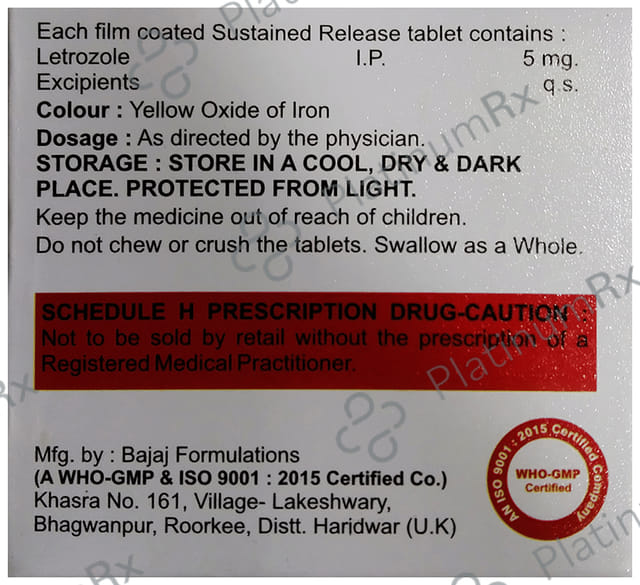 Each film coated Sustained Release tablet contains :
Letrozole I.P. 5 mg.
Excipients q.s.
Colour : Yellow Oxide of Iron
Dosage : As directed by the physician.
STORAGE : STORE IN A COOL, DRY & DARK
PLACE. PROTECTED FROM LIGHT.
Keep the medicine out of reach of children.
Do not chew or crush the tablets. Swallow as a Whole.
SCHEDULE H PRESCRIPTION DRUG-CAUTION :
Not to be sold by retail without the prescription of a
Registered Medical Practitioner.
Mfg. by : Bajaj Formulations
(A WHO-GMP & ISO 9001 : 2015 Certified Co.)
Khasra No. 161, Village- Lakeshwary,
Bhagwanpur, Roorkee, Distt. Haridwar (U.K)
AN ISO 9001 : 2015 Certified Company
WHO-GMP
Certified
PlatinumRx
PlatinumRx
PlatinumRx